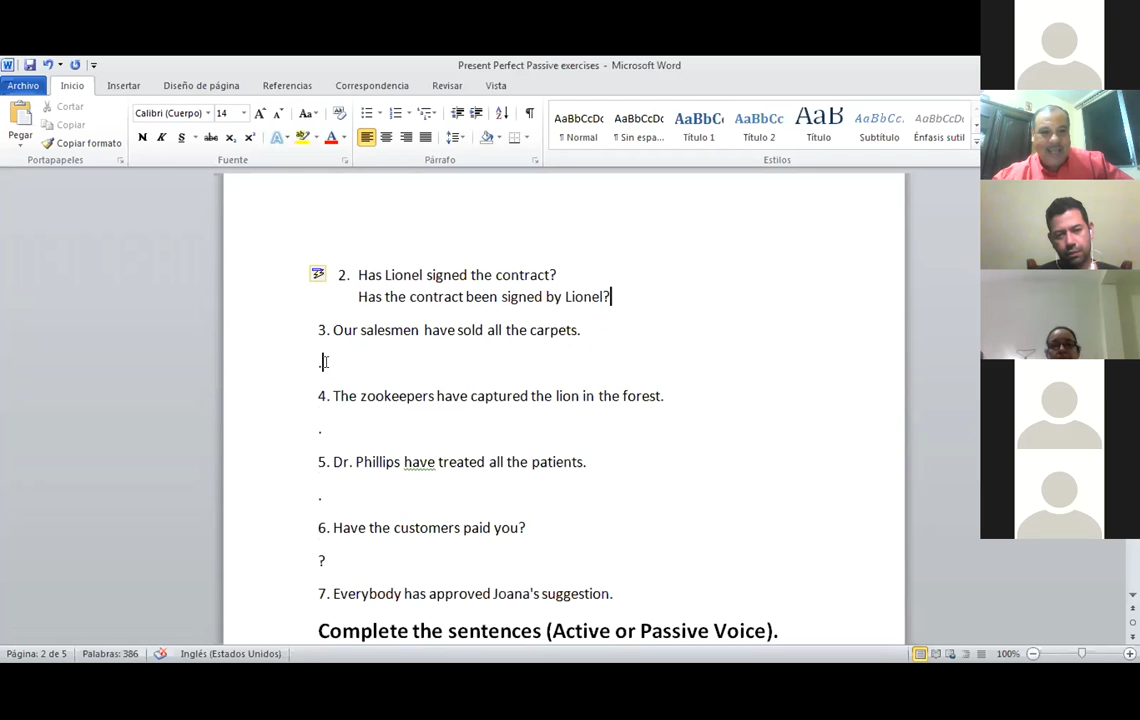 Present Perfect Passive exercises - Microsoft Word
Archivo Inicio Insertar Diseño de página Referencias Correspondencia Revisar Vista
Pegar
Cortar
Copiar
Copiar formato
Portapapeles
Calibri (Cuerpo) 14
Fuente
Párrafo
AaBbCcDc AaBbCcDc AaBbC AaBbCc AaB AaBbCc. AaBbCcDc
¶ Normal ¶ Sin espa... Título 1 Título 2 Título Subtítulo Énfasis sutil
Estilos
2. Has Lionel signed the contract?
Has the contract been signed by Lionel?
3. Our salesmen have sold all the carpets.
.
4. The zookeepers have captured the lion in the forest.
.
5. Dr. Phillips have treated all the patients.
.
6. Have the customers paid you?
?
7. Everybody has approved Joana's suggestion.
Complete the sentences (Active or Passive Voice).
Página: 2 de 5 Palabras: 386 Inglés (Estados Unidos) 100%